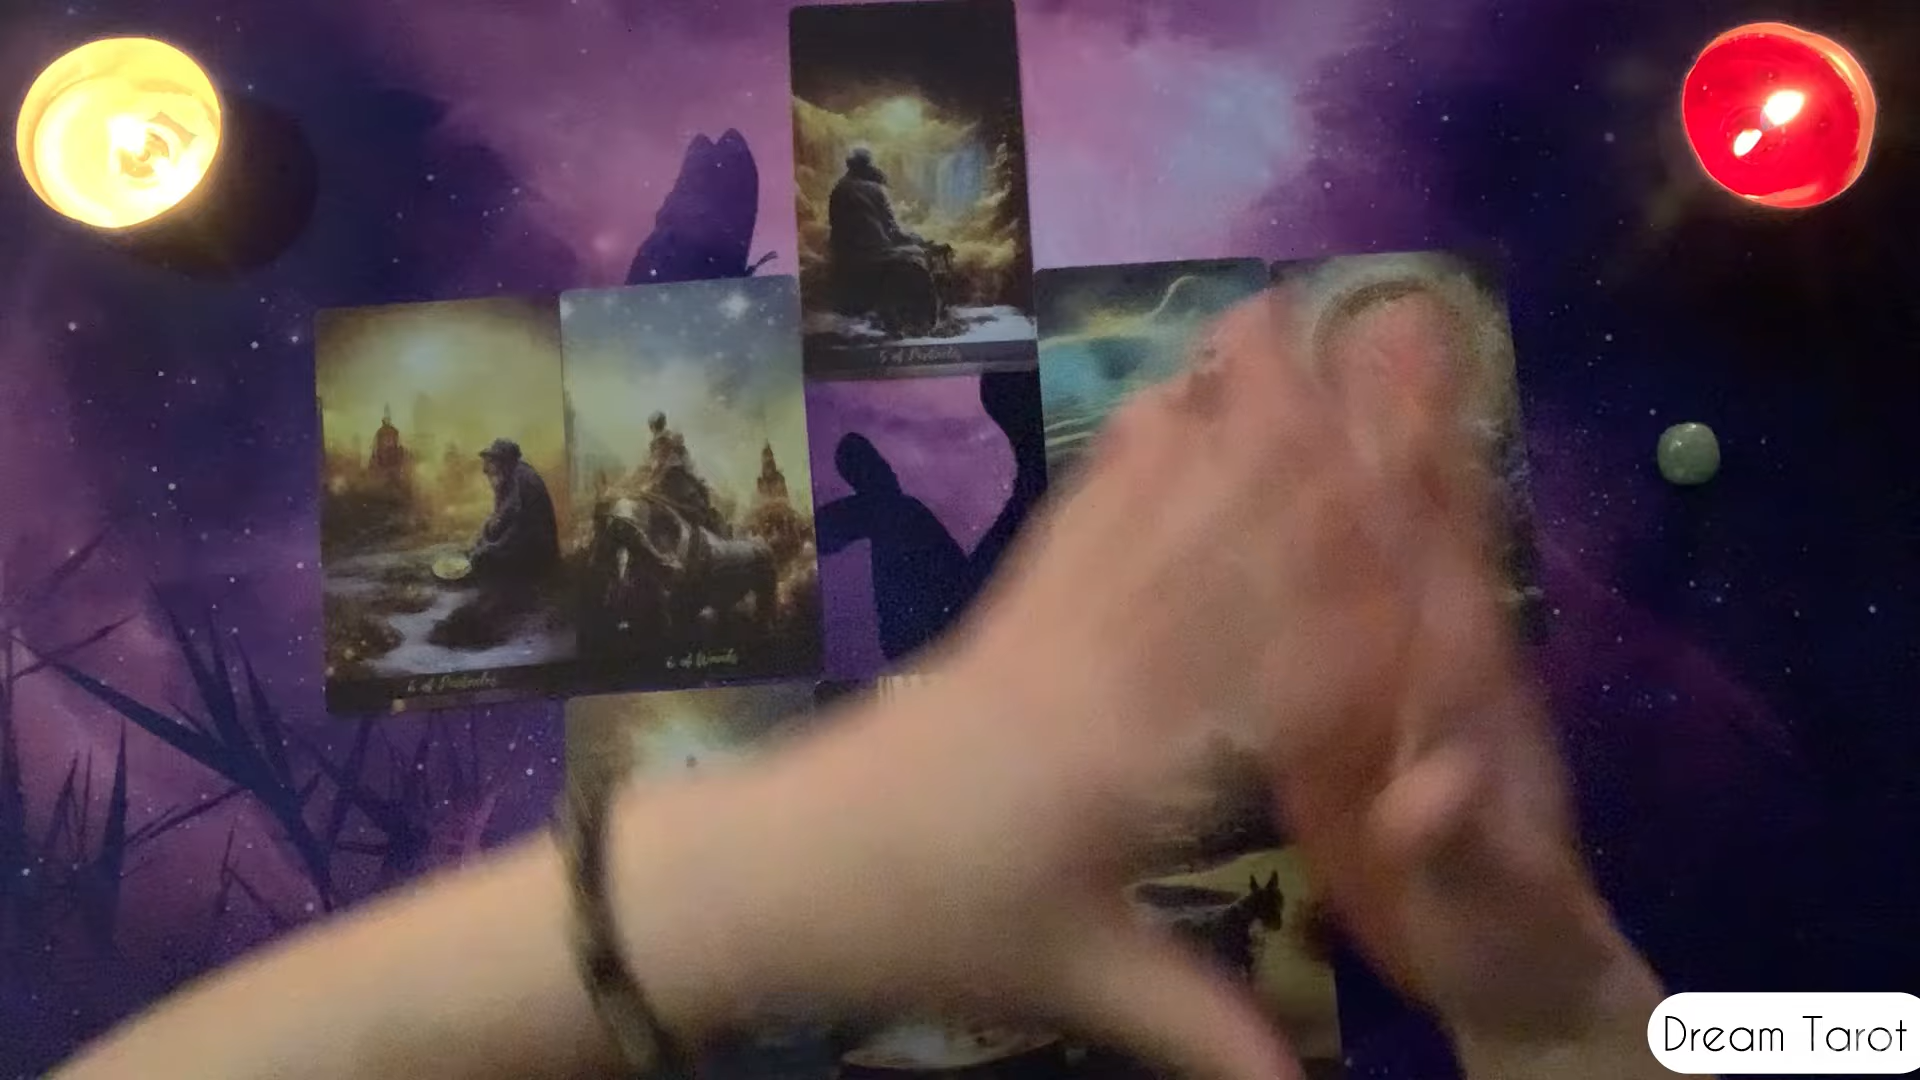 5 of Pentacles
6 of Pentacles
6 of Wands
Dream Tarot